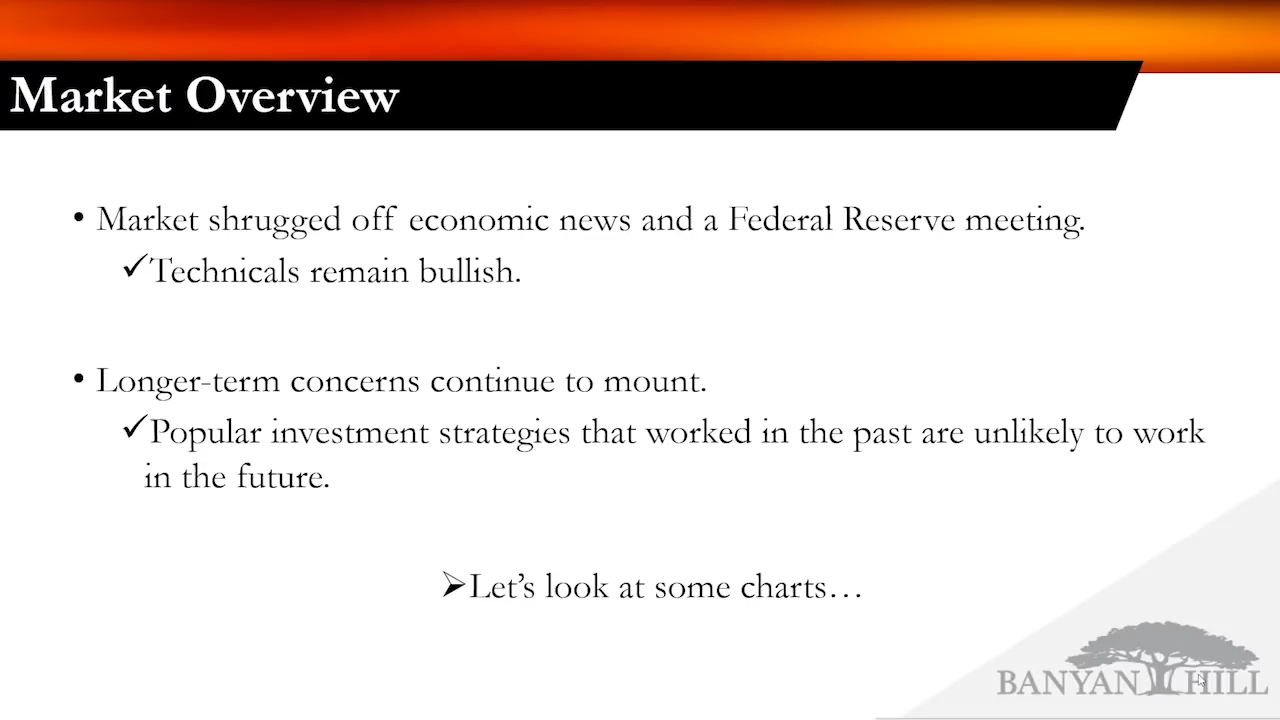 Market Overview
• Market shrugged off economic news and a Federal Reserve meeting.
✓Technicals remain bullish.
• Longer-term concerns continue to mount.
✓Popular investment strategies that worked in the past are unlikely to work
in the future.
➢Let’s look at some charts…
BANYAN HILL